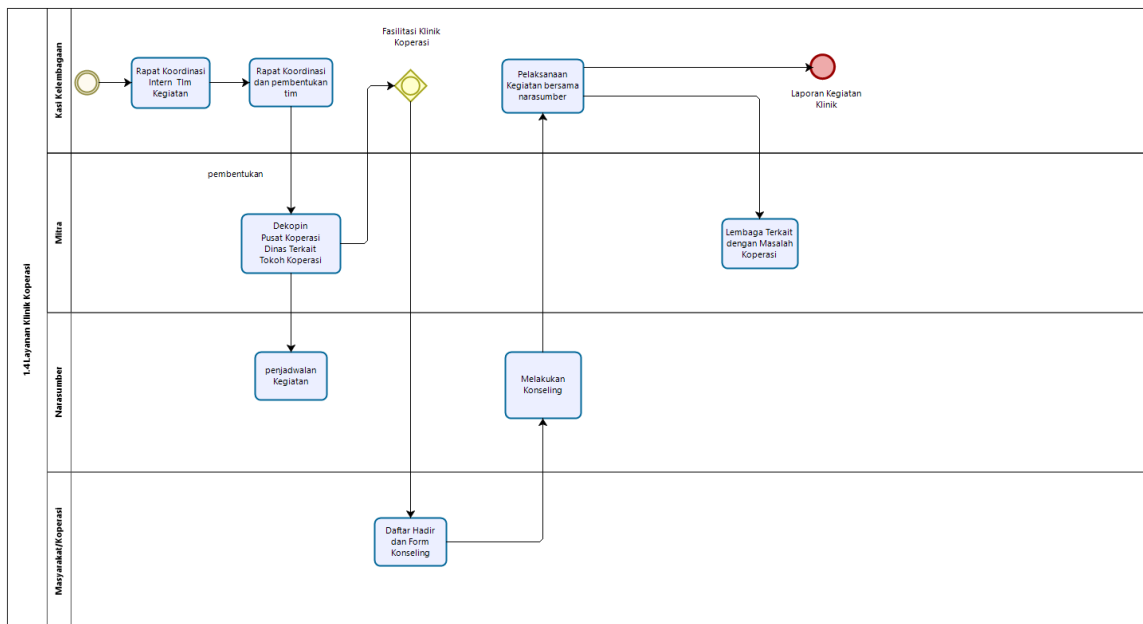 1.4 Layanan Klinik Koperasi
Kasi Kelembagaan
Rapat Koordinasi
Intern TIm
Kegiatan
Rapat Koordinasi
dan pembentukan
tim
Fasilitasi Klinik
Koperasi
Pelaksanaan
Kegiatan bersama
narasumber
Laporan Kegiatan
Klinik
Mitra
pembentukan
Dekopin
Pusat Koperasi
Dinas Terkait
Tokoh Koperasi
Lembaga Terkait
dengan Masalah
Koperasi
Narasumber
penjadwalan
Kegiatan
Melakukan
Konseling
Masyarakat/Koperasi
Daftar Hadir
dan Form
Konseling